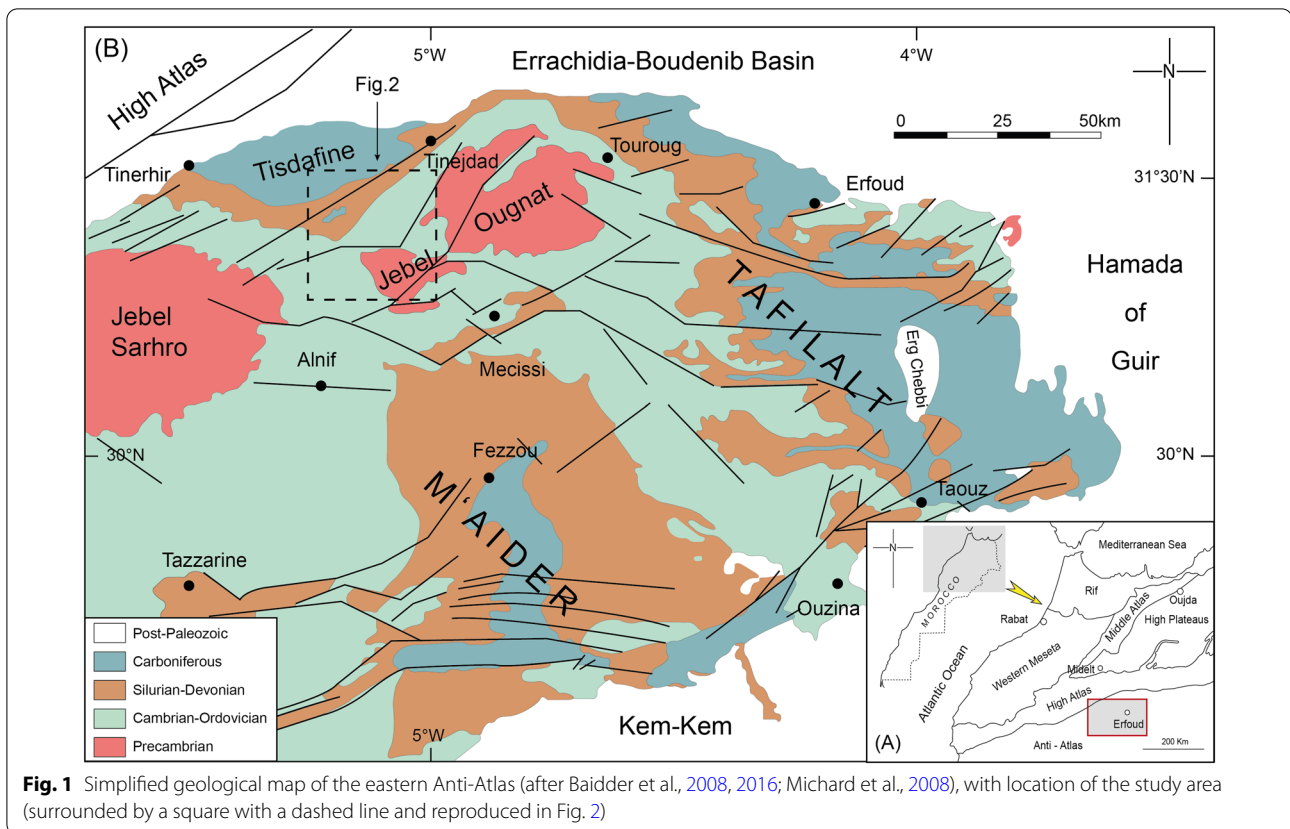 (B)
5°W
4°W
Errachidia-Boudenib Basin
N
High Atlas
Fig.2
0 25 50km
Tinerhir
Tisdafine
Tinejdad
Touroug
Ougnat
Erfoud
31°30'N
Jebel
Jebel
Sarhro
TAFILALT
Hamada
of
Guir
Erg Chebbi
Alnif
Mecissi
30°N
30°N
Fezzou
M'AIDER
Taouz
Tazzarine
Ouzina
Kem-Kem
5°W
Post-Paleozoic
Carboniferous
Silurian-Devonian
Cambrian-Ordovician
Precambrian
N
MOROCCO
Mediterranean Sea
Rif
Rabat
Oujda
Middle Atlas
High Plateaus
Atlantic Ocean
Western Meseta
Midelt
High Atlas
Erfoud
(A)
Anti - Atlas
200 Km
Fig. 1 Simplified geological map of the eastern Anti-Atlas (after Baidder et al., 2008, 2016; Michard et al., 2008), with location of the study area
(surrounded by a square with a dashed line and reproduced in Fig. 2)